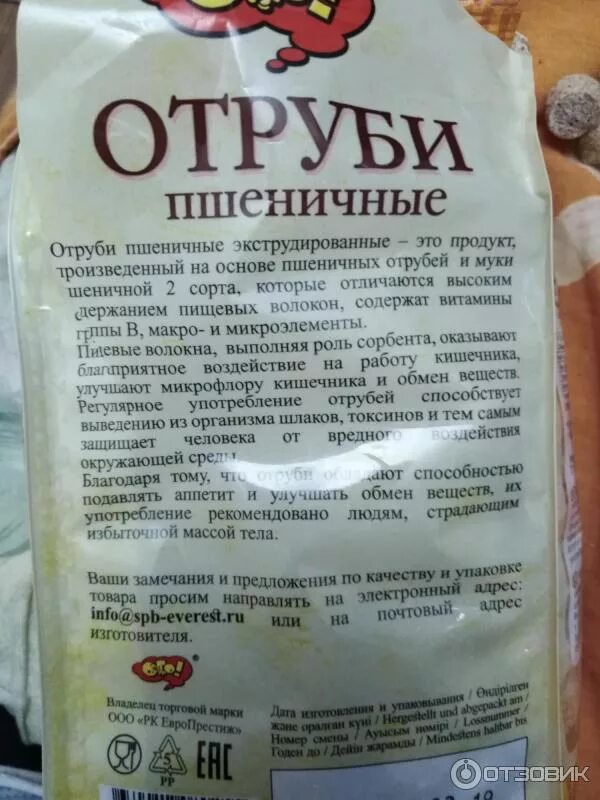 ОГО!
ОТРУБИ
пшеничные
Отруби пшеничные экструдированные – это продукт,
произведенный на основе пшеничных отрубей и муки
шеничной 2 сорта, которые отличаются высоким
держанием пищевых волокон, содержат витамины
группы В, макро- и микроэлементы.
Пищевые волокна, выполняя роль сорбента, оказывают
благоприятное воздействие на работу кишечника,
улучшают микрофлору кишечника и обмен веществ.
Регулярное употребление отрубей способствует
выведению из организма шлаков, токсинов и тем самым
защищает человека от вредного воздействия
окружающей среды.
Благодаря тому, что отруби обладают способностью
подавлять аппетит и улучшать обмен веществ, их
употребление рекомендовано людям, страдающим
избыточной массой тела.
Ваши замечания и предложения по качеству и упаковке
товара просим направлять на электронный адрес:
info@spb-everest.ru или на почтовый адрес
изготовителя.
ОГО!
Владелец торговой марки
ООО «РК ЕвроПрестиж»
5
PP
EAC
Дата изготовления и упаковывания / Өндірілген
және оралған күні / Hergestellt und abgepackt am /
Номер смены / Ауысым нөмірі / Lossnummer /
Годен до / Дейін жарамды / Mindestens haltbar bis
ОТЗОВИК